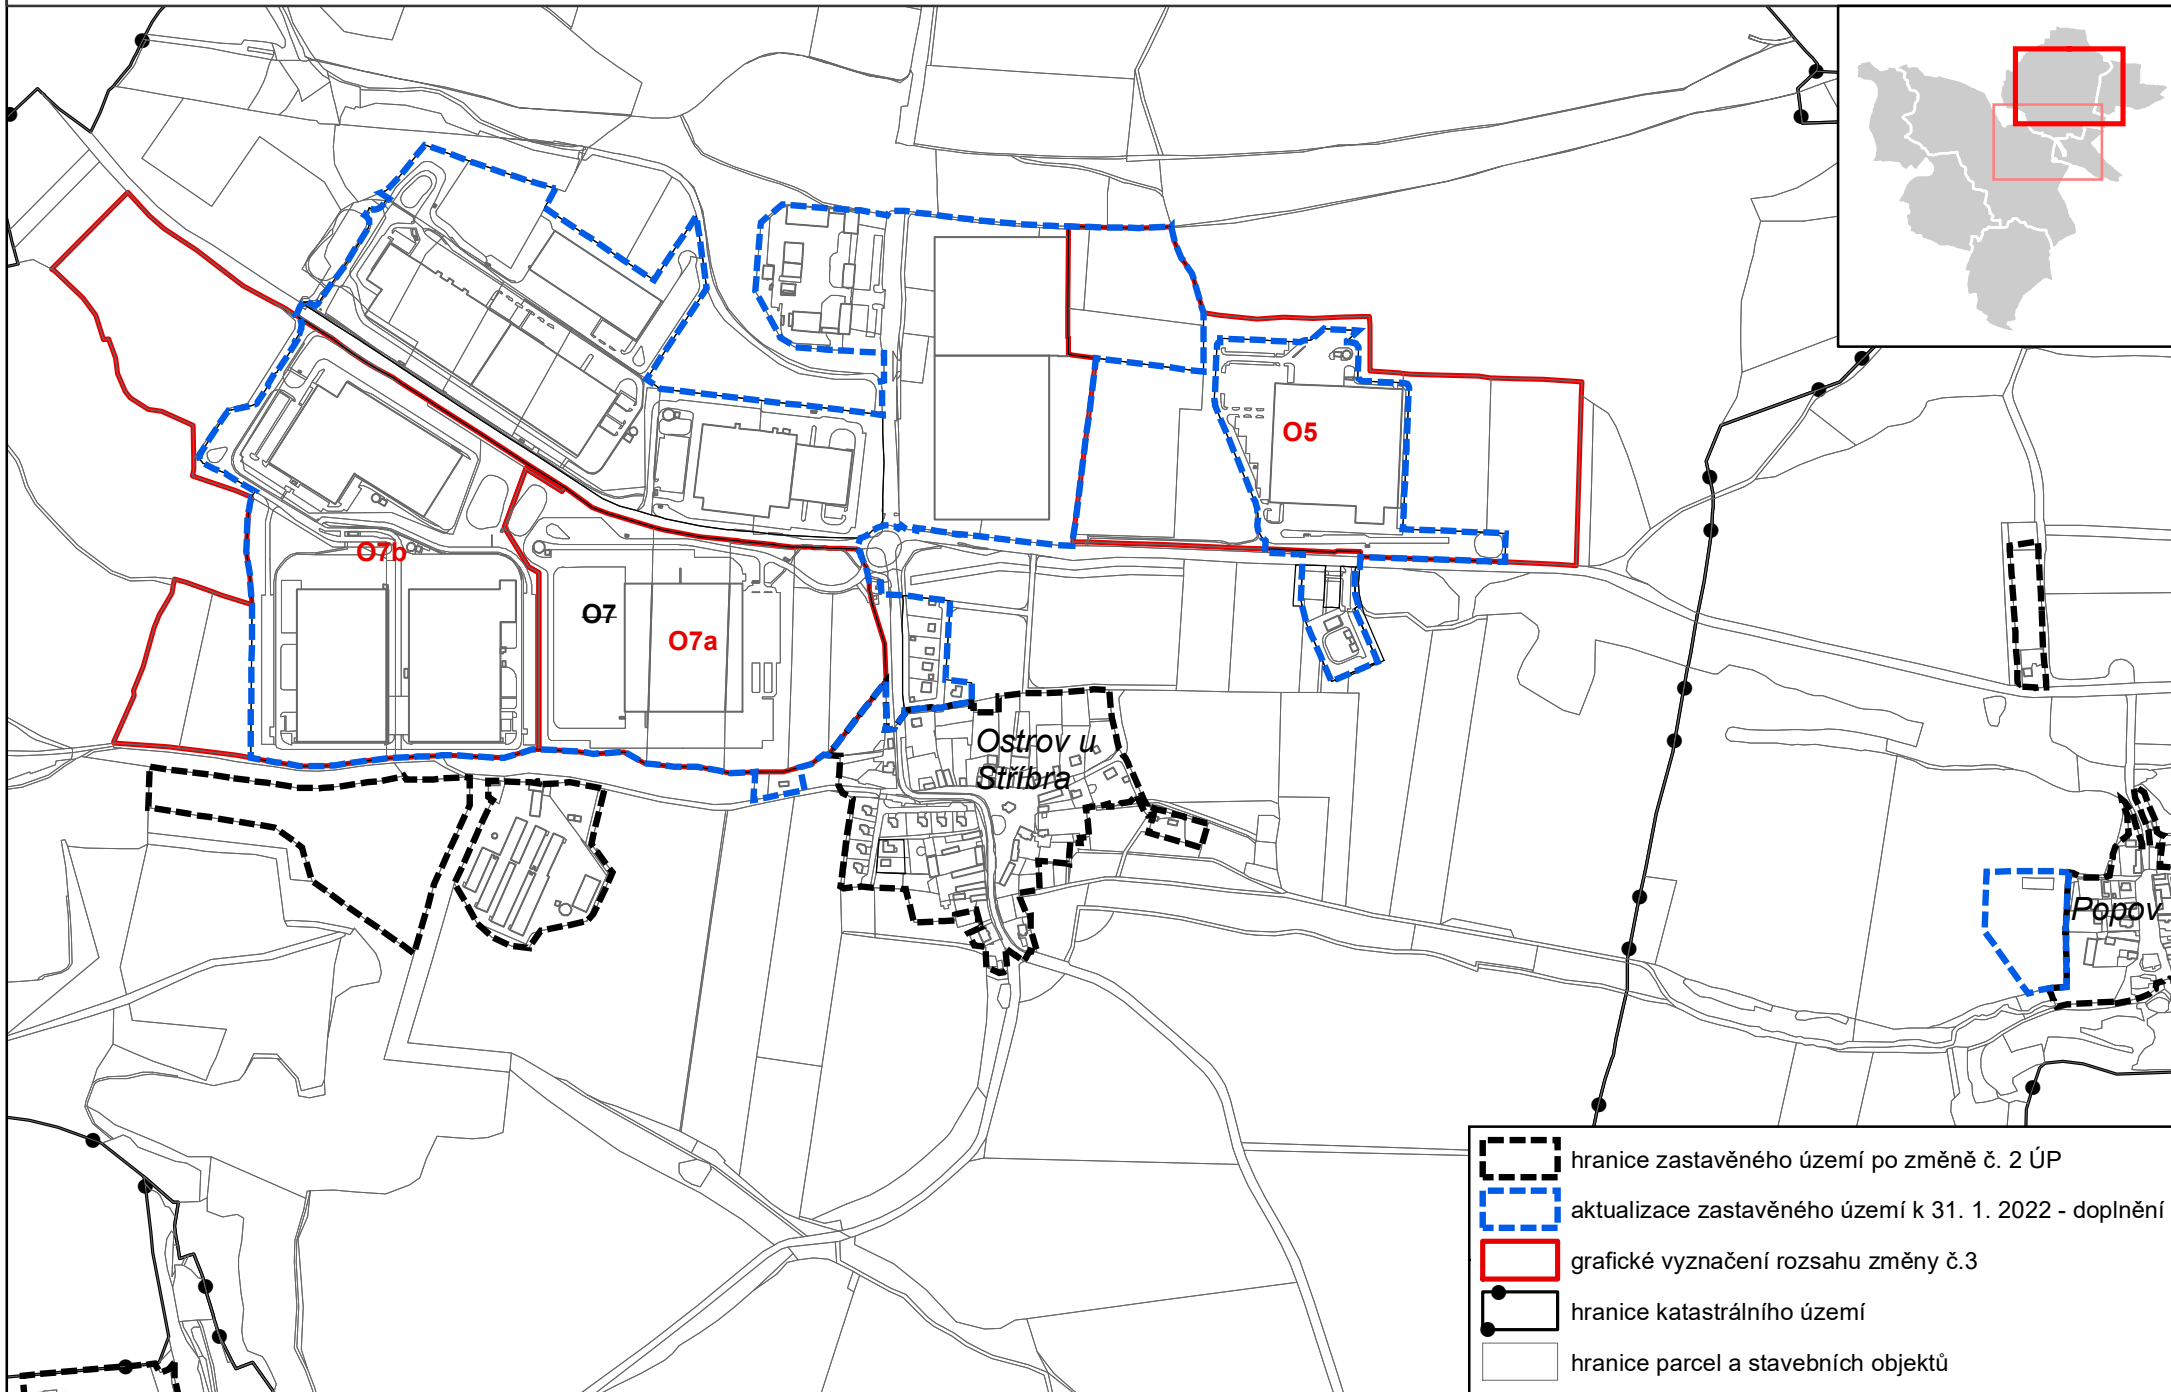 O5
O7b
O7
O7a
Ostrov u
Stříbra
Popov
hranice zastavěného území po změně č. 2 ÚP
aktualizace zastavěného území k 31. 1. 2022 - doplnění
grafické vyznačení rozsahu změny č.3
hranice katastrálního území
hranice parcel a stavebních objektů